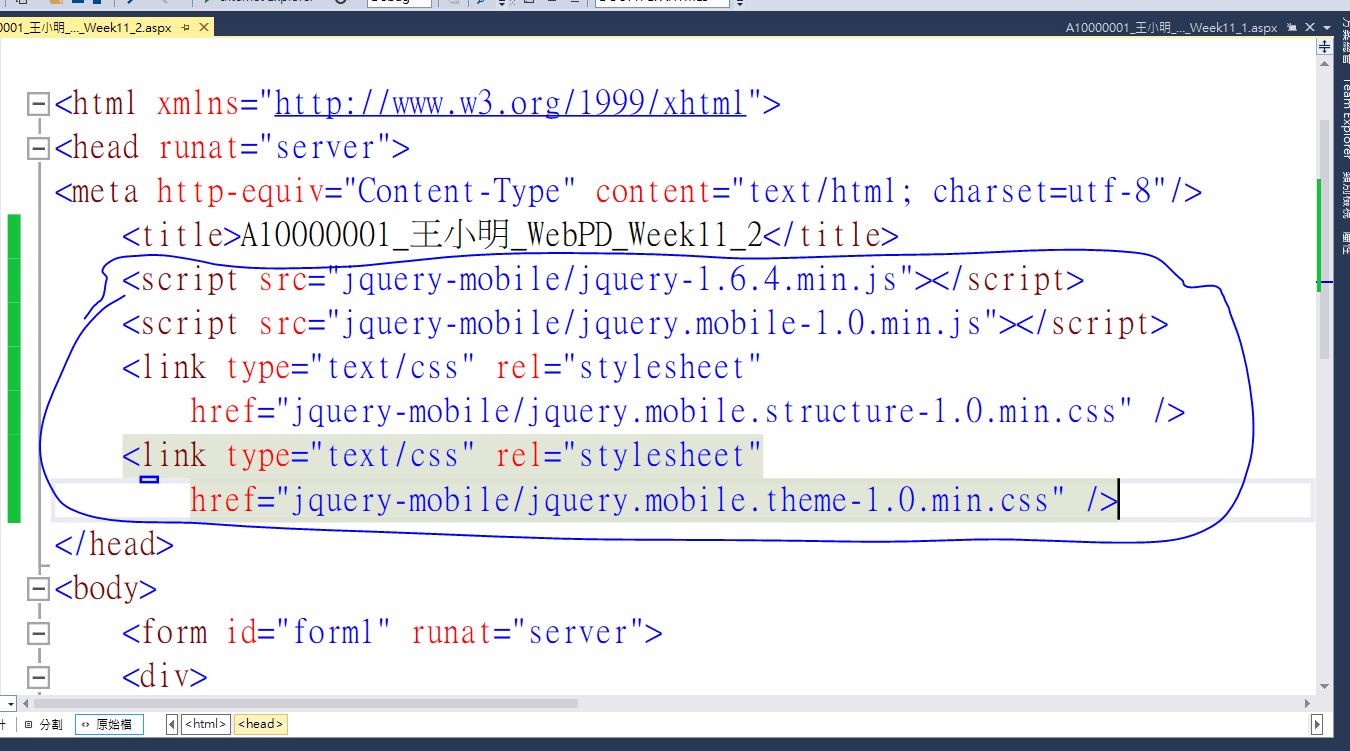 0001_王小明_..._Week11_2.aspx
A10000001_王小明_..._Week11_1.aspx
<html xmlns="http://www.w3.org/1999/xhtml">
<head runat="server">
<meta http-equiv="Content-Type" content="text/html; charset=utf-8"/>
<title>A10000001_王小明_WebPD_Week11_2</title>
<script src="jquery-mobile/jquery-1.6.4.min.js"></script>
<script src="jquery-mobile/jquery.mobile-1.0.min.js"></script>
<link type="text/css" rel="stylesheet"
href="jquery-mobile/jquery.mobile.structure-1.0.min.css" />
<link type="text/css" rel="stylesheet"
href="jquery-mobile/jquery.mobile.theme-1.0.min.css" />
</head>
<body>
<form id="form1" runat="server">
<div>
分割
原始檔
<html>
<head>
Team Explorer
類別檢視
屬性